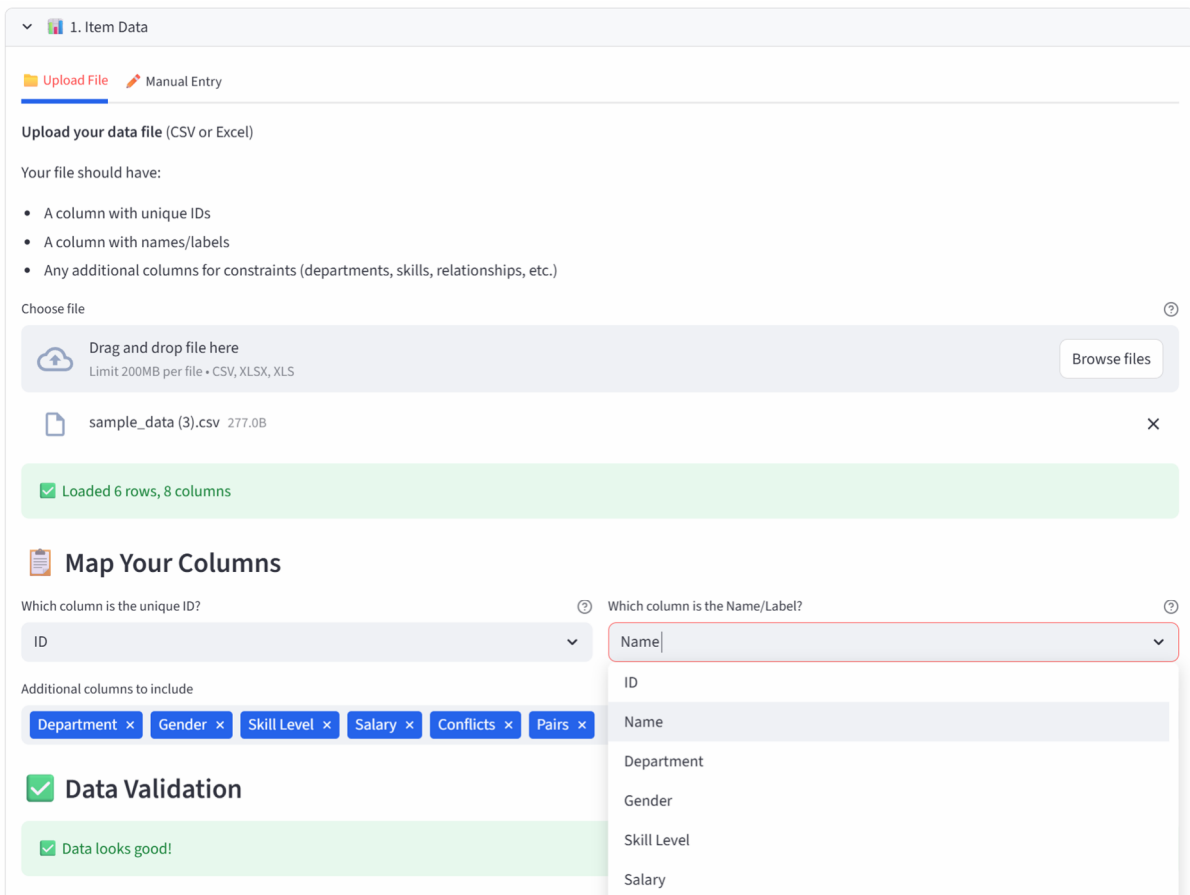 1. Item Data
Upload File
Manual Entry
Upload your data file (CSV or Excel)
Your file should have:
• A column with unique IDs
• A column with names/labels
• Any additional columns for constraints (departments, skills, relationships, etc.)
Choose file
Drag and drop file here
Limit 200MB per file • CSV, XLSX, XLS
Browse files
sample_data (3).csv 277.0B
Loaded 6 rows, 8 columns
Map Your Columns
Which column is the unique ID?
ID
Which column is the Name/Label?
Name
ID
Name
Department
Gender
Skill Level
Salary
Additional columns to include
Department × Gender × Skill Level × Salary × Conflicts × Pairs ×
Data Validation
Data looks good!